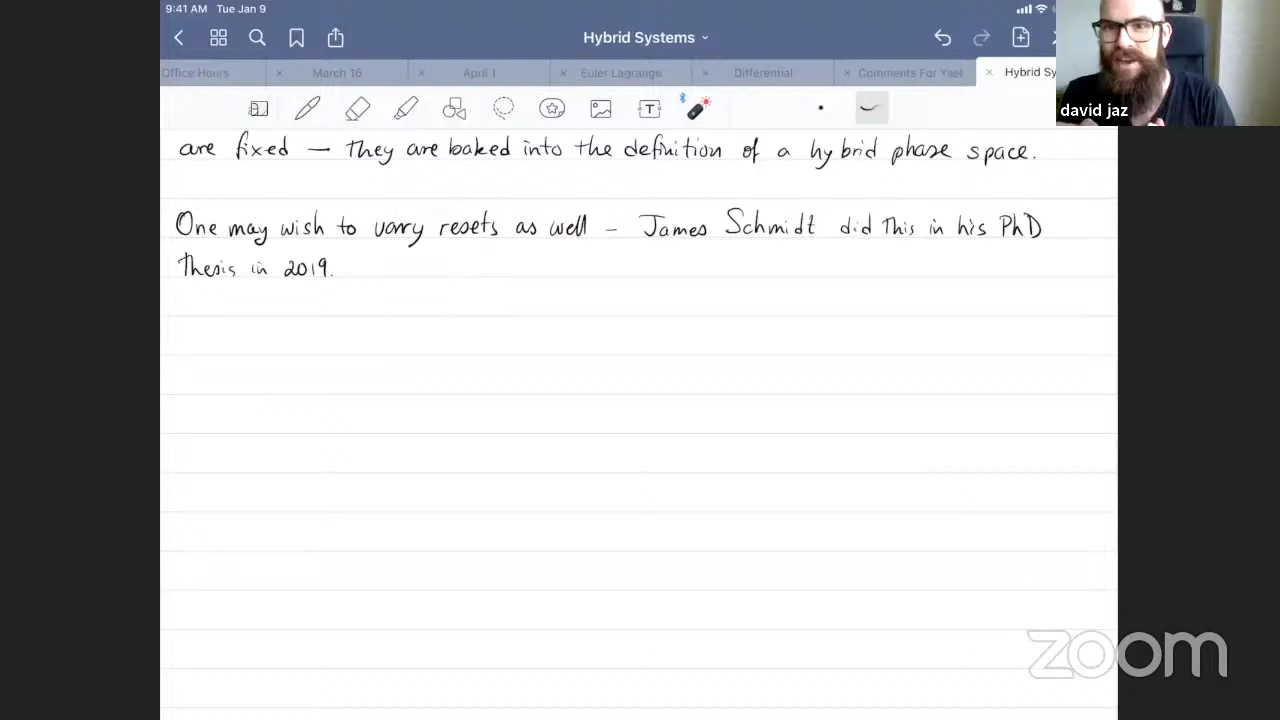 9:41 AM Tue Jan 9
Hybrid Systems
Office Hours
March 16
April 1
Euler Lagrange
Differential
Comments For Yael
Hybrid Sy
david jaz
are fixed — they are baked into the definition of a hybrid phase space.
One may wish to vary resets as well – James Schmidt did this in his PhD
thesis in 2019.
zoom